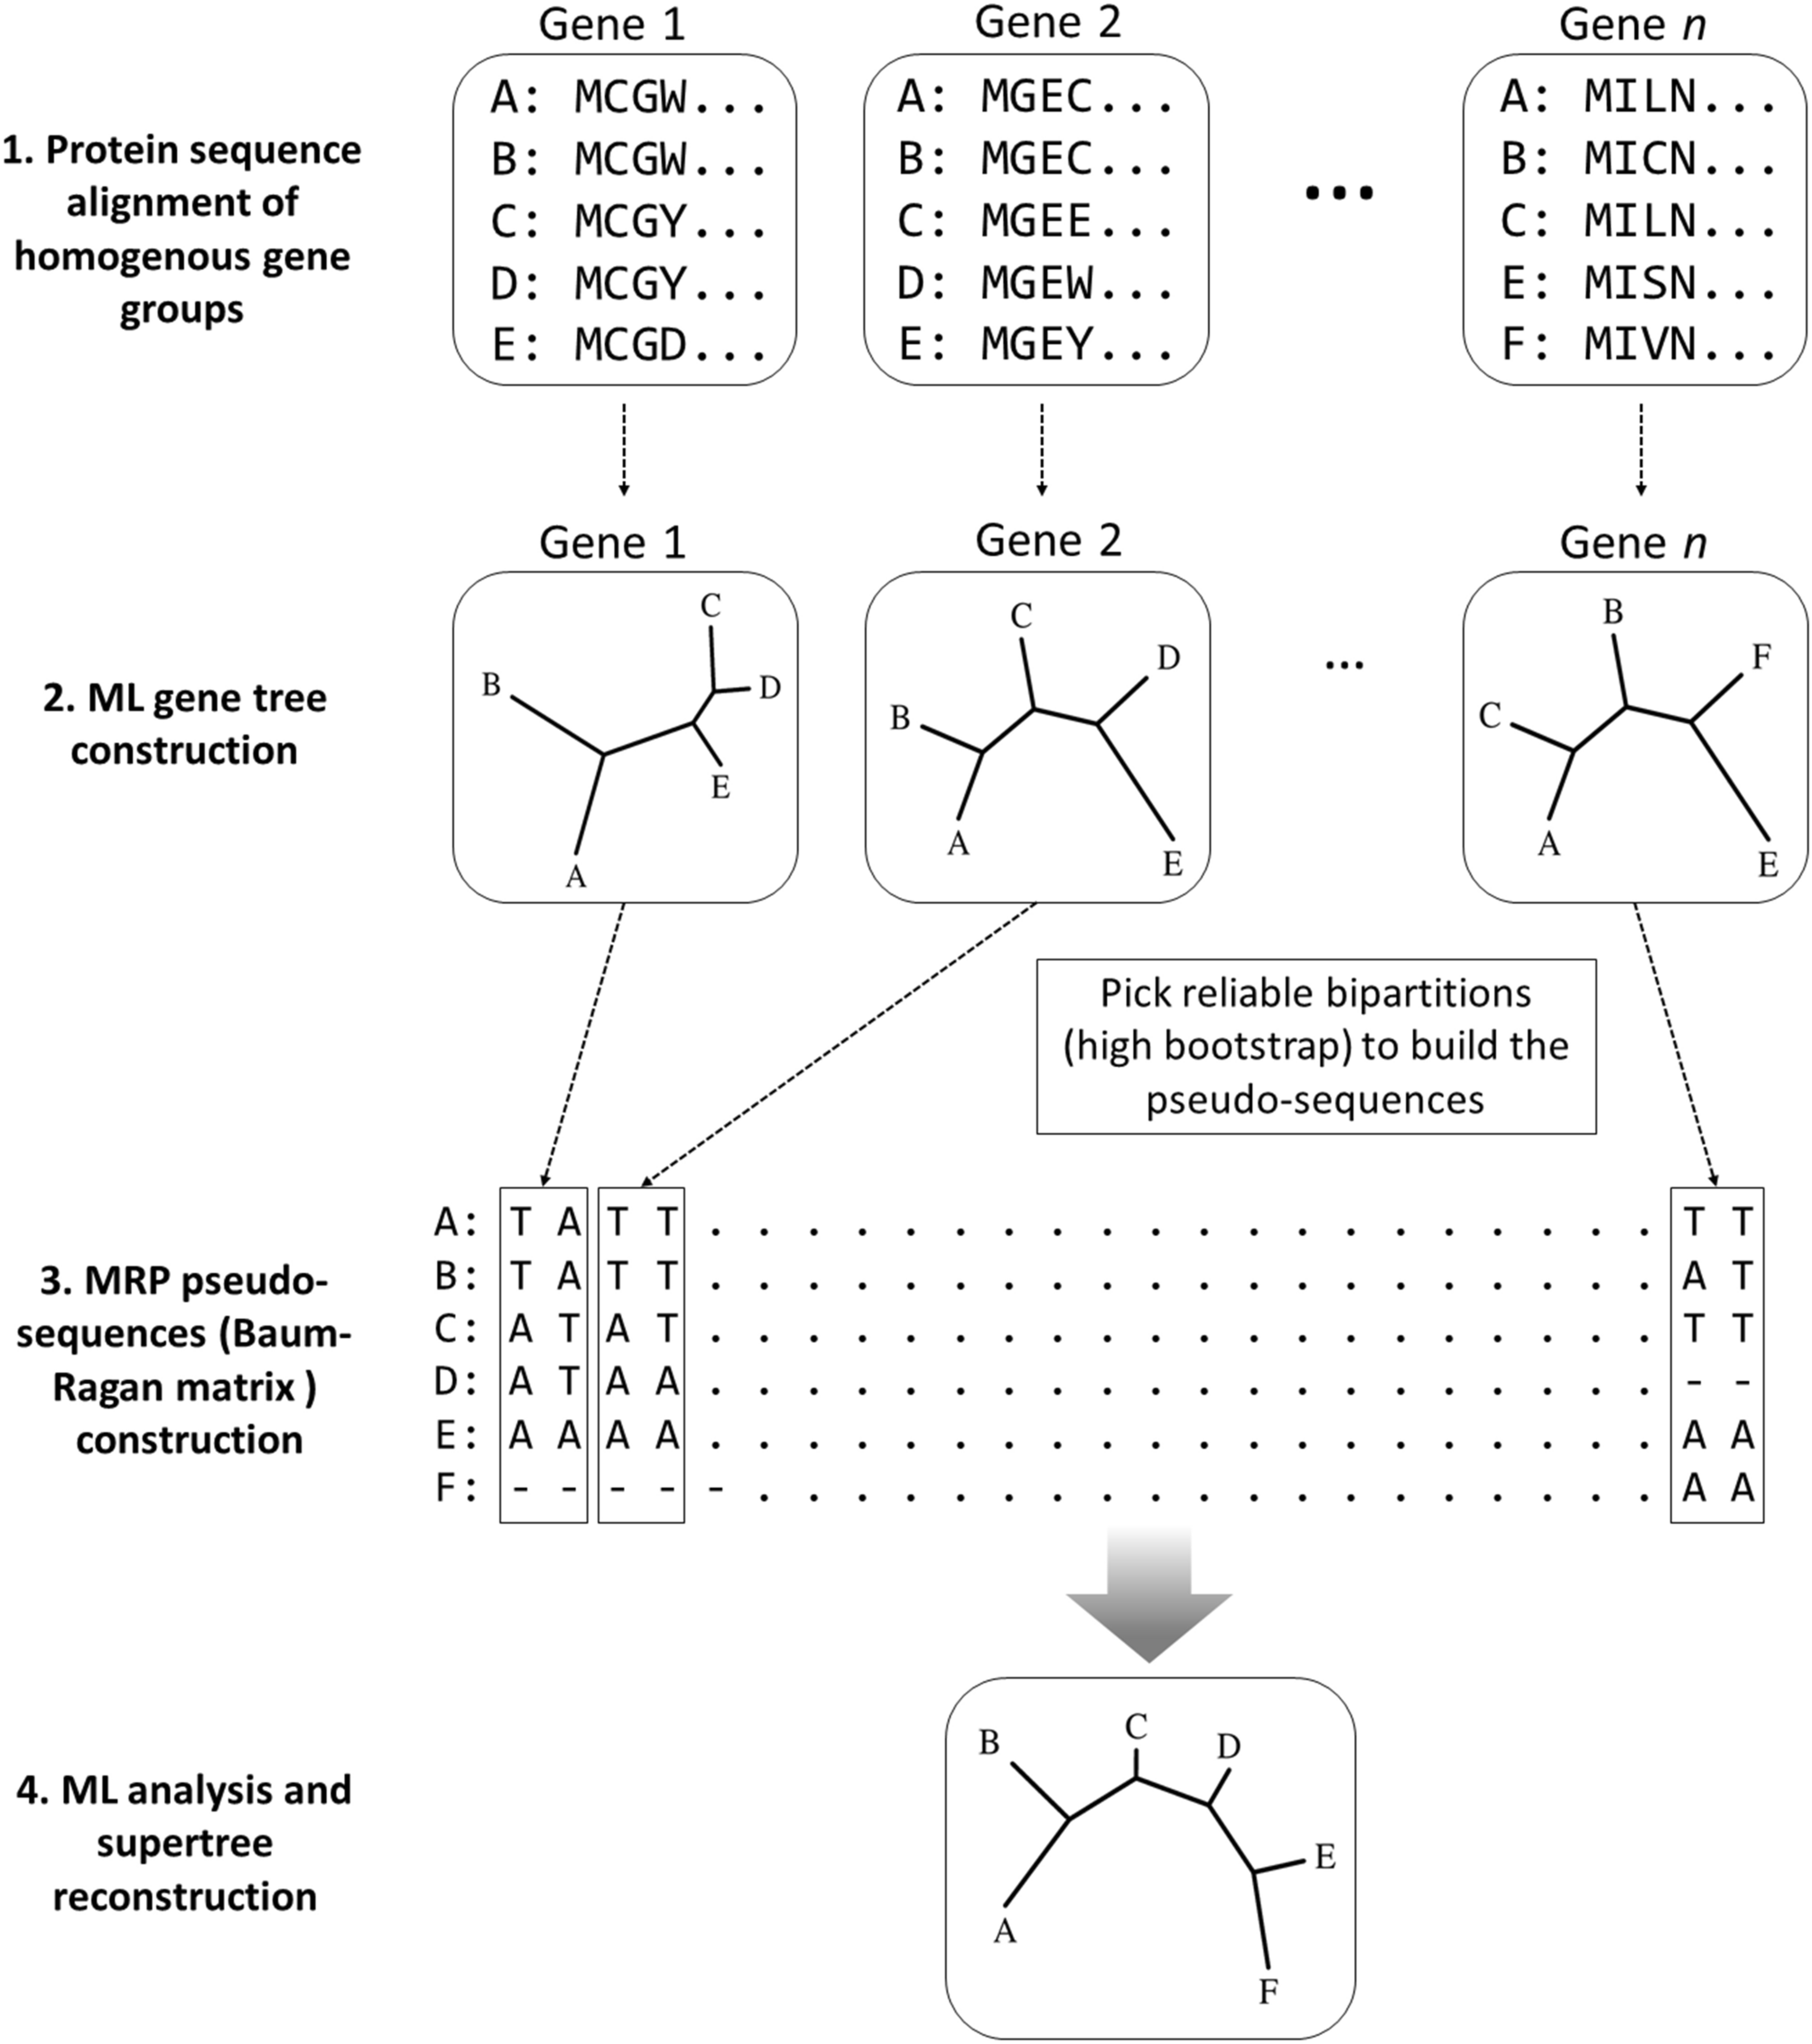 Gene 1
Gene 2
Gene n
1. Protein sequence
alignment of
homogenous gene
groups
A: MCGW...
B: MCGW...
C: MCGY...
D: MCGY...
E: MCGD...
A: MGEC...
B: MGEC...
C: MGEE...
D: MGEW...
E: MGEY...
...
A: MILN...
B: MICN...
C: MILN...
E: MISN...
F: MIVN...
Gene 1
Gene 2
Gene n
2. ML gene tree
construction
C
B
D
E
A
C
D
B
A
E
...
B
F
C
A
E
Pick reliable bipartitions
(high bootstrap) to build the
pseudo-sequences
3. MRP pseudo-
sequences (Baum-
Ragan matrix )
construction
A: T A T T . . . . . . . . . . . . . . . . . . . . T T
B: T A T T . . . . . . . . . . . . . . . . . . . . A T
C: A T A T . . . . . . . . . . . . . . . . . . . . T T
D: A T A A . . . . . . . . . . . . . . . . . . . . - -
E: A A A A . . . . . . . . . . . . . . . . . . . . A A
F: - - - - - . . . . . . . . . . . . . . . . . . . A A
4. ML analysis and
supertree
reconstruction
B
C
D
E
A
F